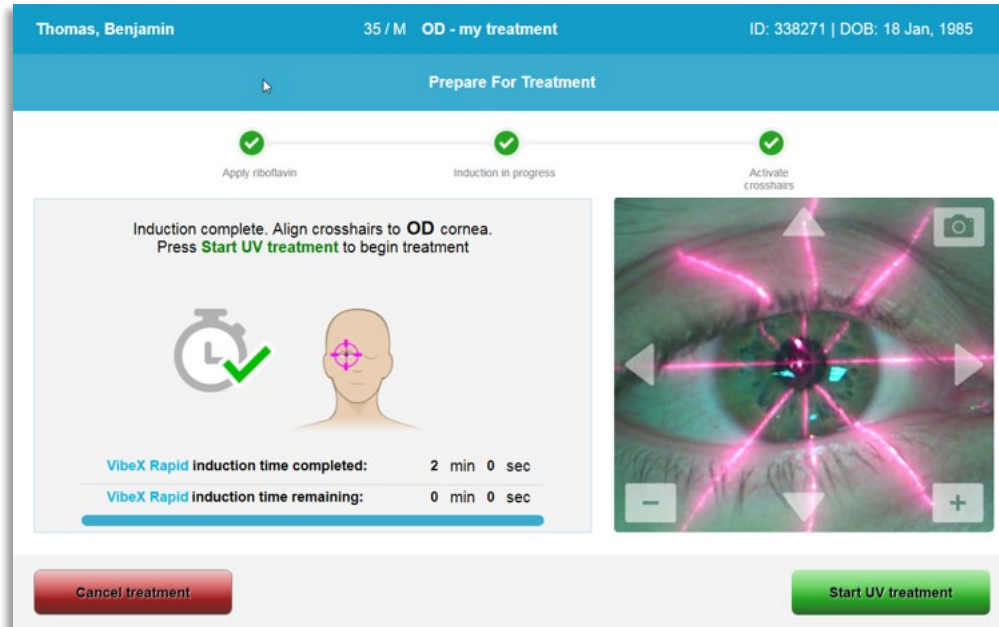 Thomas, Benjamin 35 / M OD - my treatment ID: 338271 | DOB: 18 Jan, 1985
Prepare For Treatment
Apply riboflavin
Induction in progress
Activate
crosshairs
Induction complete. Align crosshairs to OD cornea.
Press Start UV treatment to begin treatment
VibeX Rapid induction time completed: 2 min 0 sec
VibeX Rapid induction time remaining: 0 min 0 sec
Cancel treatment
Start UV treatment